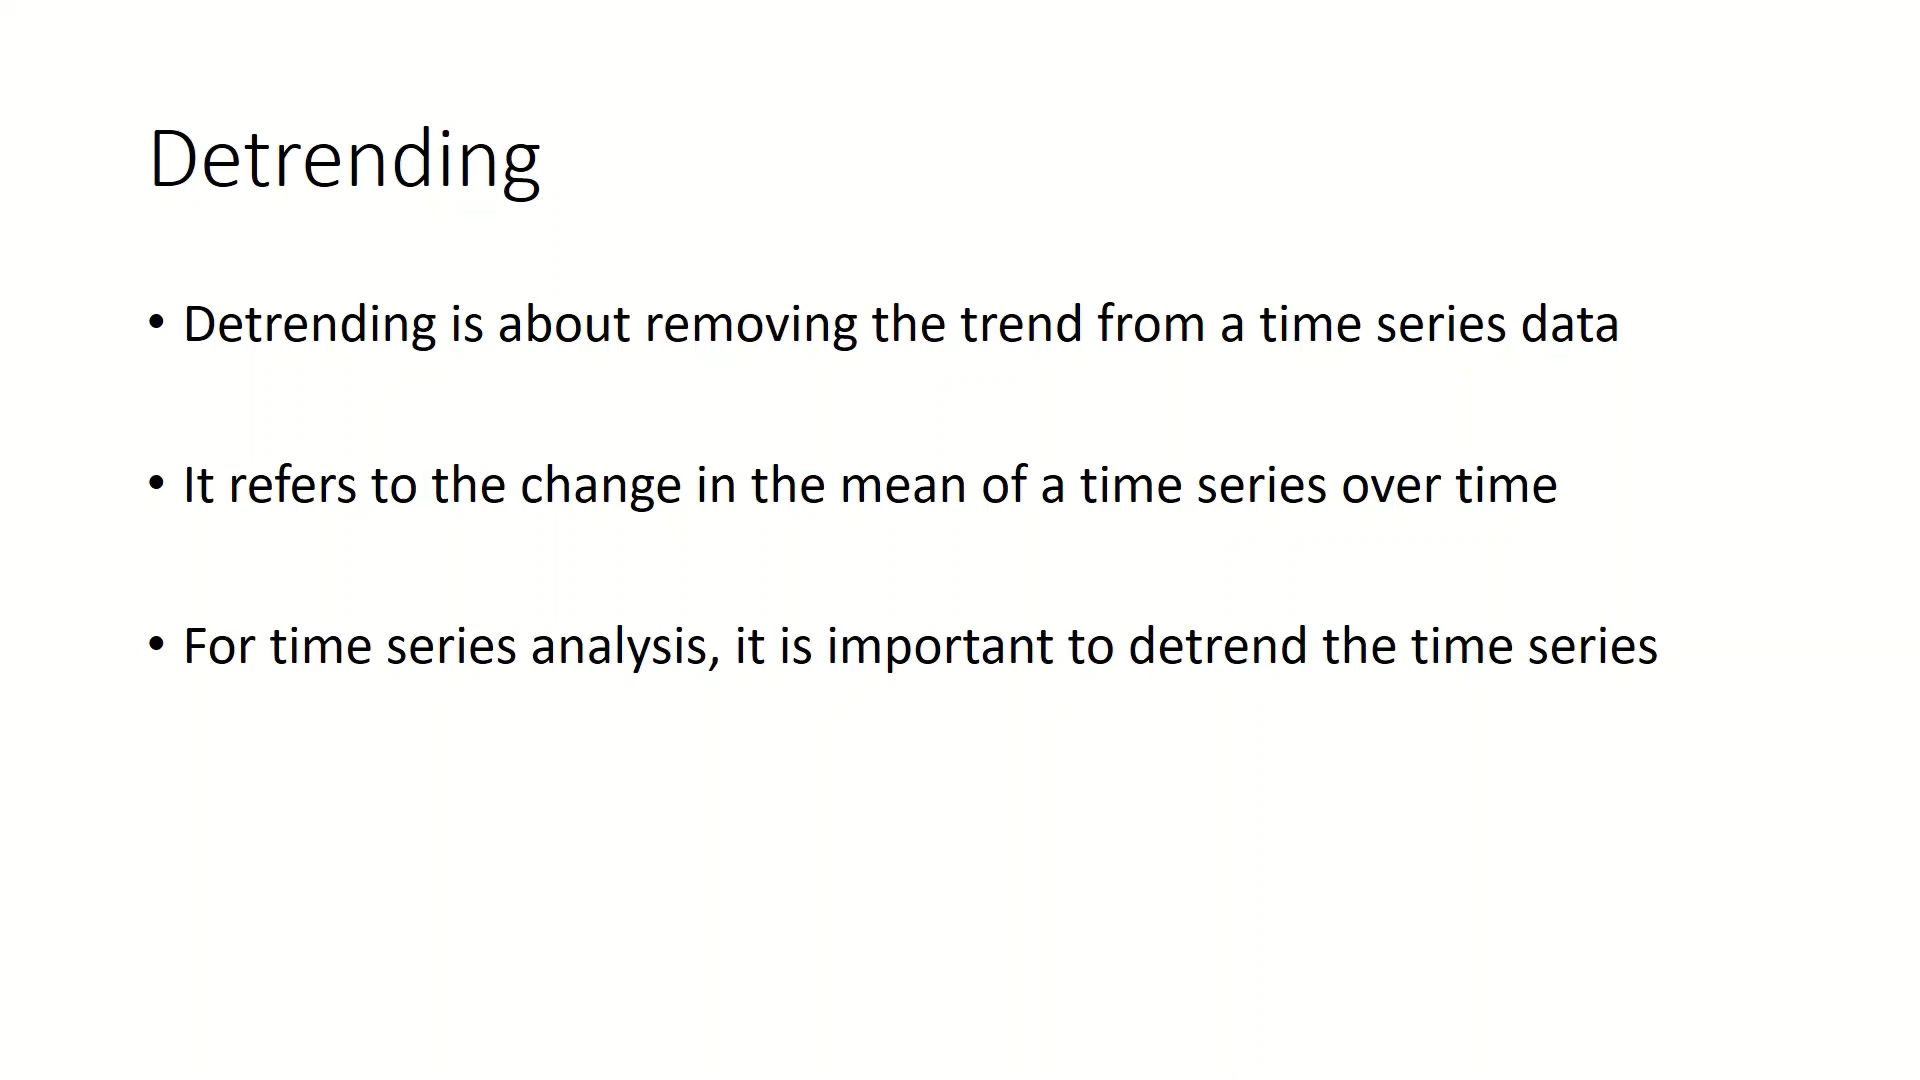 Detrending
• Detrending is about removing the trend from a time series data
• It refers to the change in the mean of a time series over time
• For time series analysis, it is important to detrend the time series